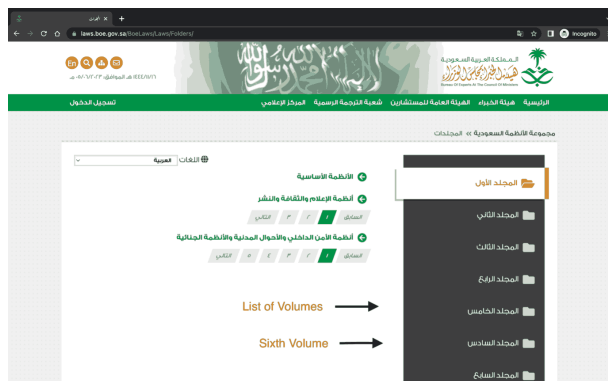 laws.boe.gov.sa/BoeLaws/Laws/Folders/
Incognito
En
المملكة العربية السعودية
هيئة الخبراء بمجلس الوزراء
Bureau Of Experts At The Council Of Ministers
الرئيسية هيئة الخبراء الهيئة العامة للمستشارين شعبة الترجمة الرسمية المركز الإعلامي تسجيل الدخول
مجموعة الأنظمة السعودية » المجلدات
اللغات العربية
المجلد الأول
المجلد الثاني
المجلد الثالث
المجلد الرابع
المجلد الخامس
المجلد السادس
المجلد السابع
الأنظمة الأساسية
أنظمة الإعلام والثقافة والنشر
السابق ١ ٢ ٣ التالي
أنظمة الأمن الداخلي والأحوال المدنية والأنظمة الجنائية
السابق ١ ٢ ٣ ٤ ٥ التالي
List of Volumes
Sixth Volume